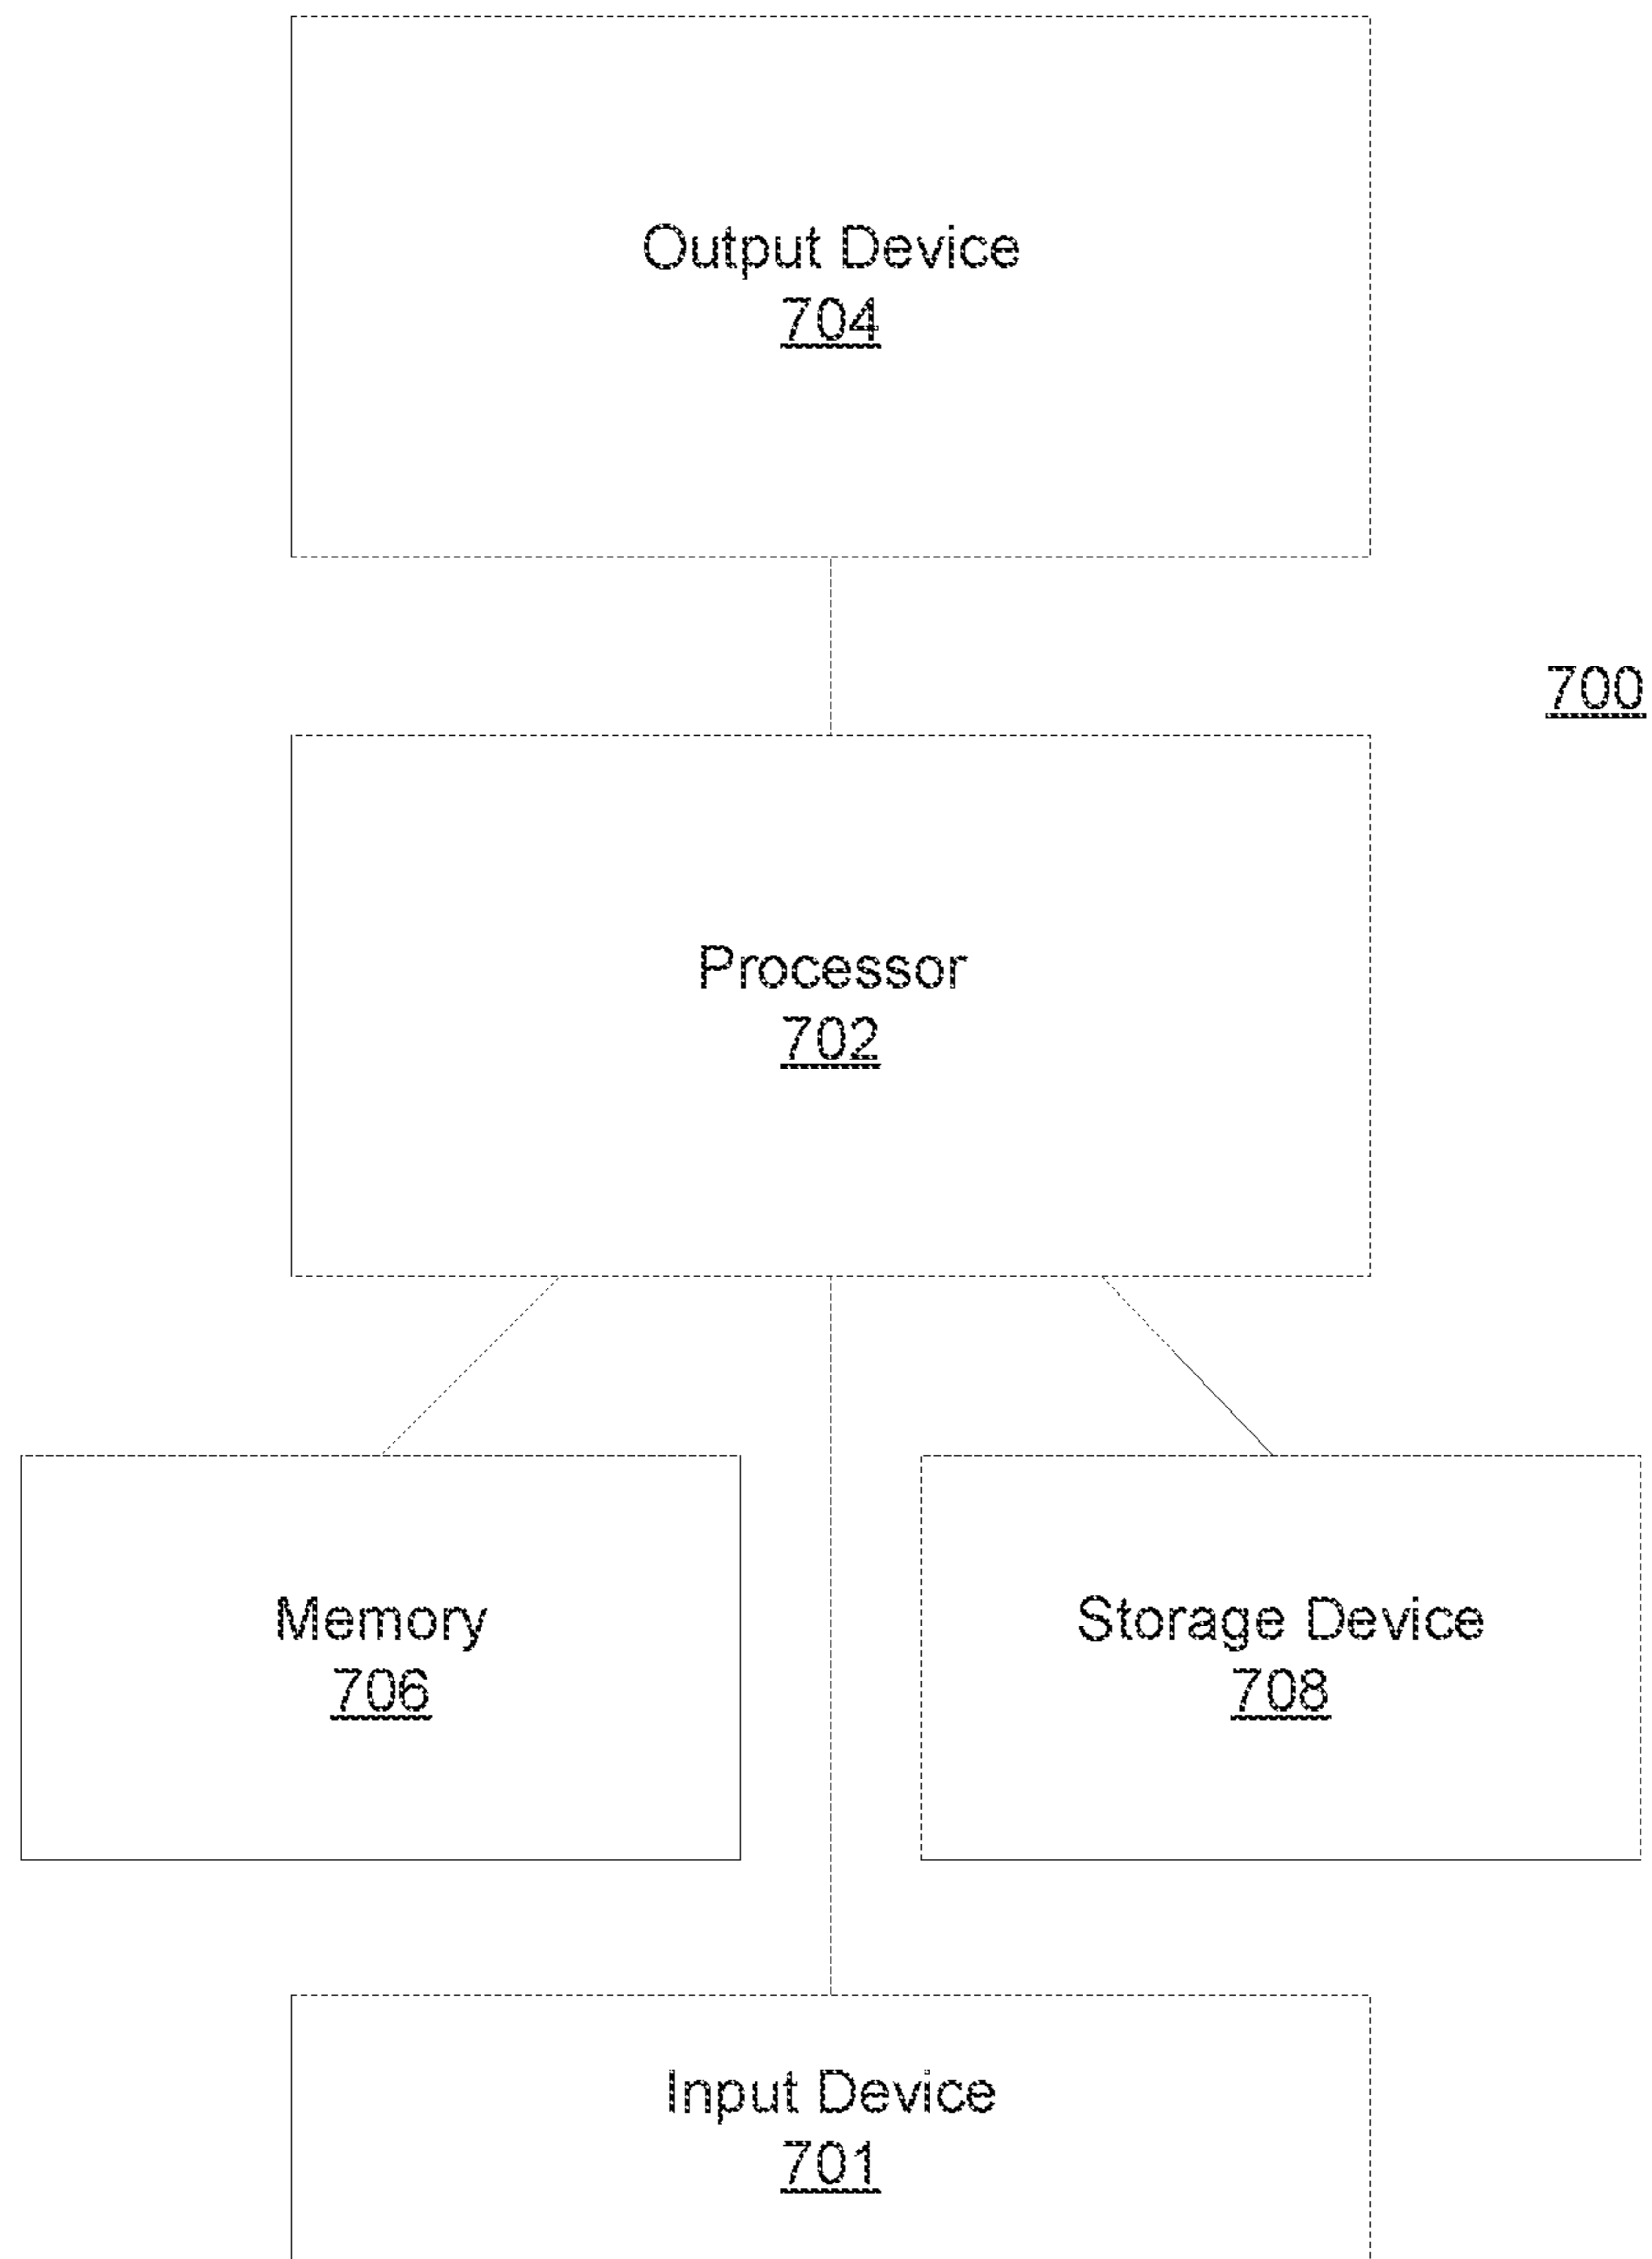 Output Device
704
700
Processor
702
Memory
706
Storage Device
708
Input Device
701